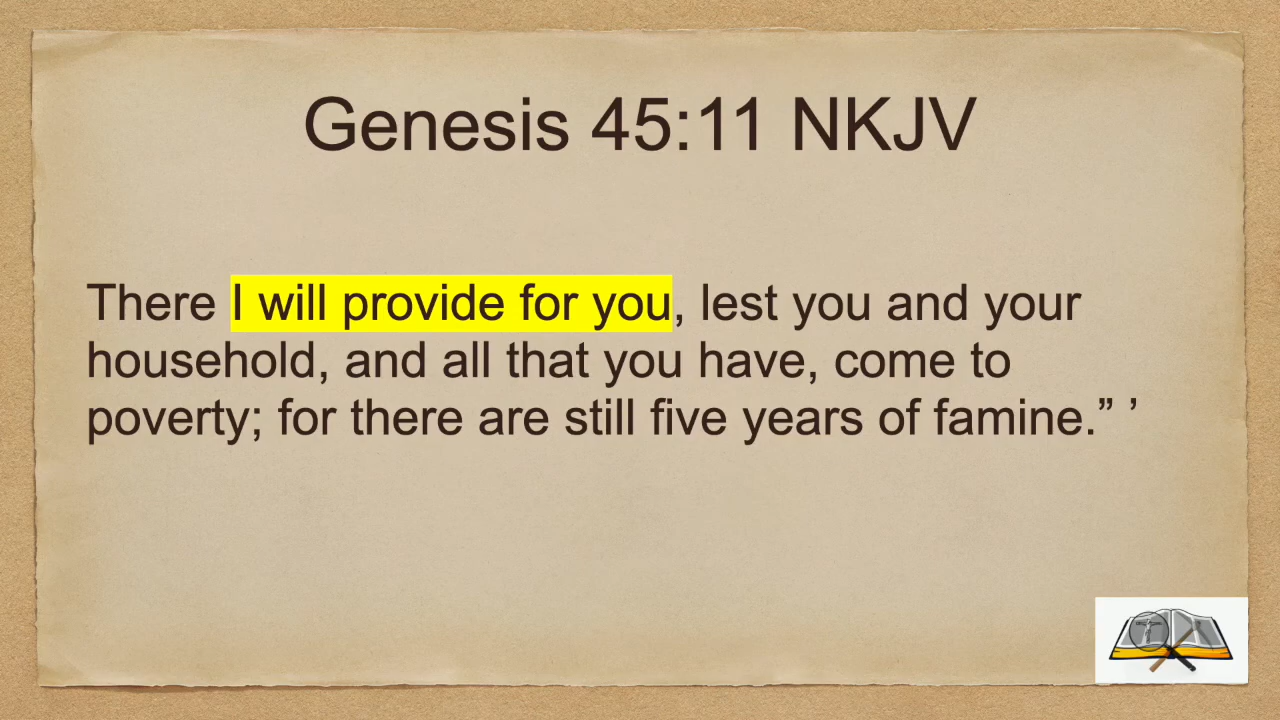 Genesis 45:11 NKJV
There I will provide for you, lest you and your
household, and all that you have, come to
poverty; for there are still five years of famine.” ’